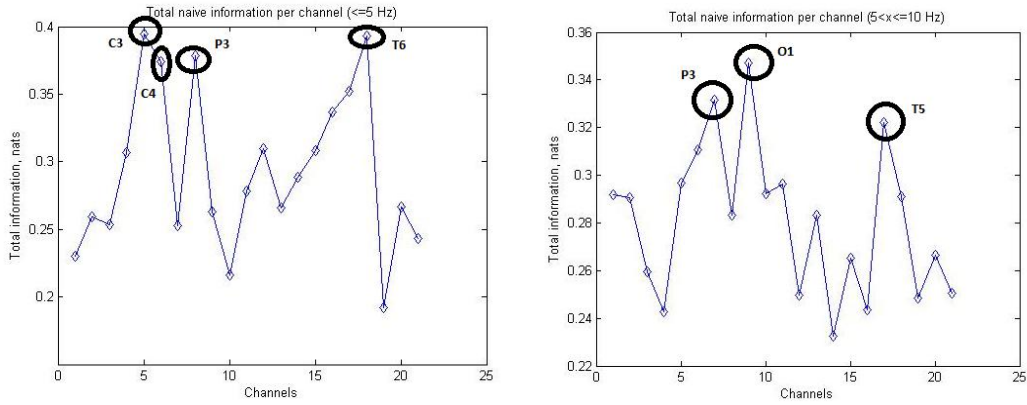 Total naive information per channel (<=5 Hz)
Total information, nats
0.4
0.35
0.3
0.25
0.2
C3
C4
P3
T6
0
5
10
15
20
25
Channels
Total naive information per channel (5<x<=10 Hz)
Total information, nats
0.36
0.34
0.32
0.3
0.28
0.26
0.24
0.22
P3
O1
T5
0
5
10
15
20
25
Channels